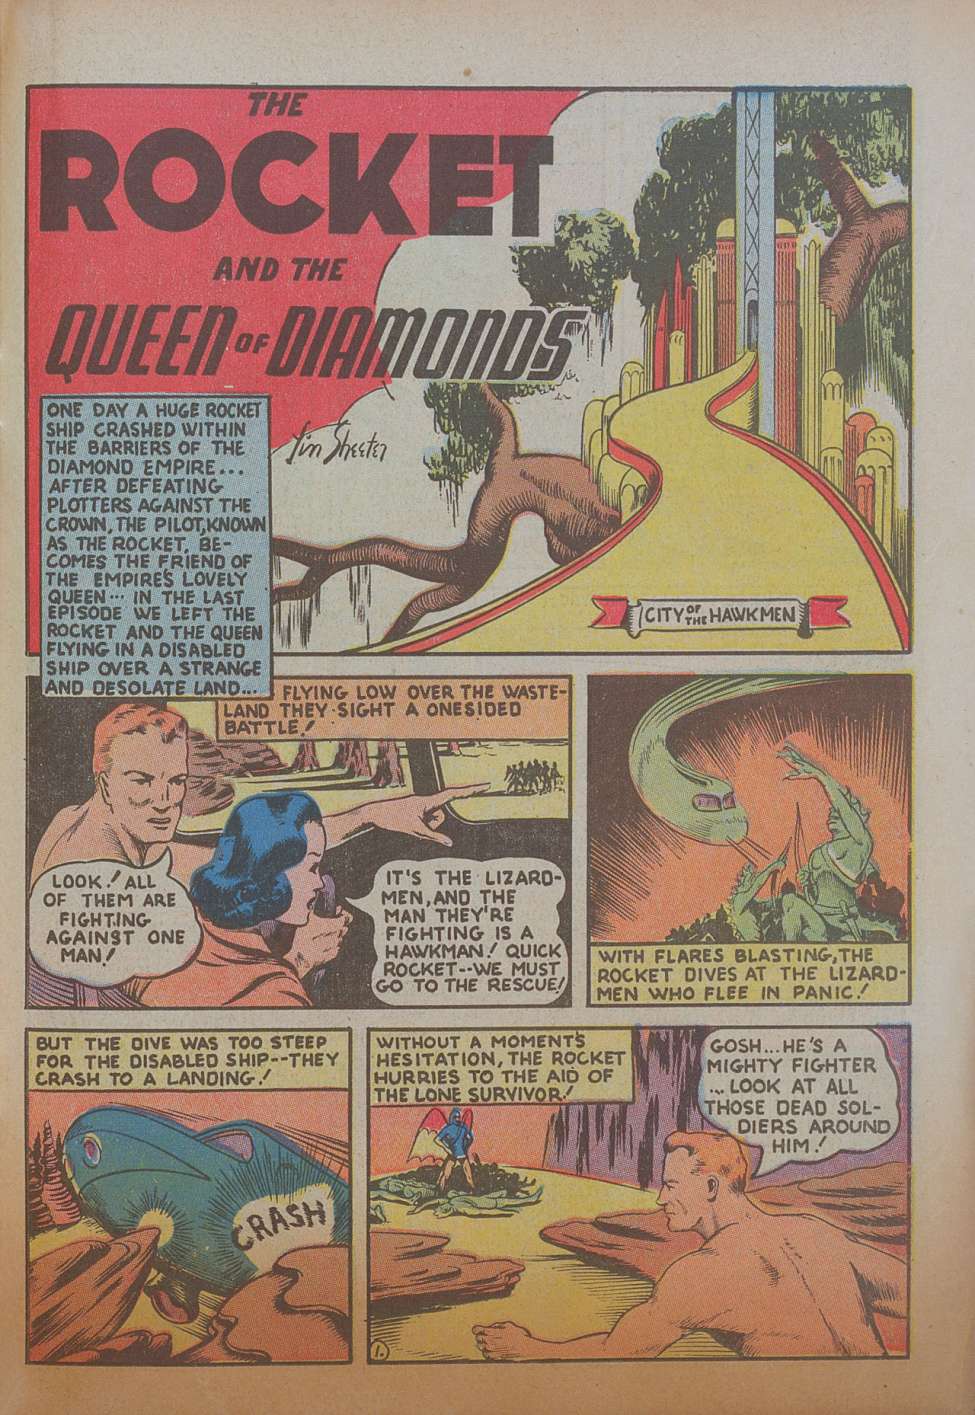 THE
ROCKET
AND THE
QUEEN OF DIAMONDS
Lin Streeter
ONE DAY A HUGE ROCKET
SHIP CRASHED WITHIN
THE BARRIERS OF THE
DIAMOND EMPIRE...
AFTER DEFEATING
PLOTTERS AGAINST THE
CROWN, THE PILOT, KNOWN
AS THE ROCKET, BE-
COMES THE FRIEND OF
THE EMPIRE'S LOVELY
QUEEN... IN THE LAST
EPISODE WE LEFT THE
ROCKET AND THE QUEEN
FLYING IN A DISABLED
SHIP OVER A STRANGE
AND DESOLATE LAND...
CITY OF THE HAWKMEN
FLYING LOW OVER THE WASTE-
LAND THEY SIGHT A ONESIDED
BATTLE!
LOOK! ALL
OF THEM ARE
FIGHTING
AGAINST ONE
MAN!
IT'S THE LIZARD-
MEN, AND THE
MAN THEY'RE
FIGHTING IS A
HAWKMAN! QUICK
ROCKET--WE MUST
GO TO THE RESCUE!
WITH FLARES BLASTING, THE
ROCKET DIVES AT THE LIZARD-
MEN WHO FLEE IN PANIC!
BUT THE DIVE WAS TOO STEEP
FOR THE DISABLED SHIP--THEY
CRASH TO A LANDING!
CRASH
WITHOUT A MOMENT'S
HESITATION, THE ROCKET
HURRIES TO THE AID OF
THE LONE SURVIVOR!
GOSH...HE'S A
MIGHTY FIGHTER
...LOOK AT ALL
THOSE DEAD SOL-
DIERS AROUND
HIM!
1.